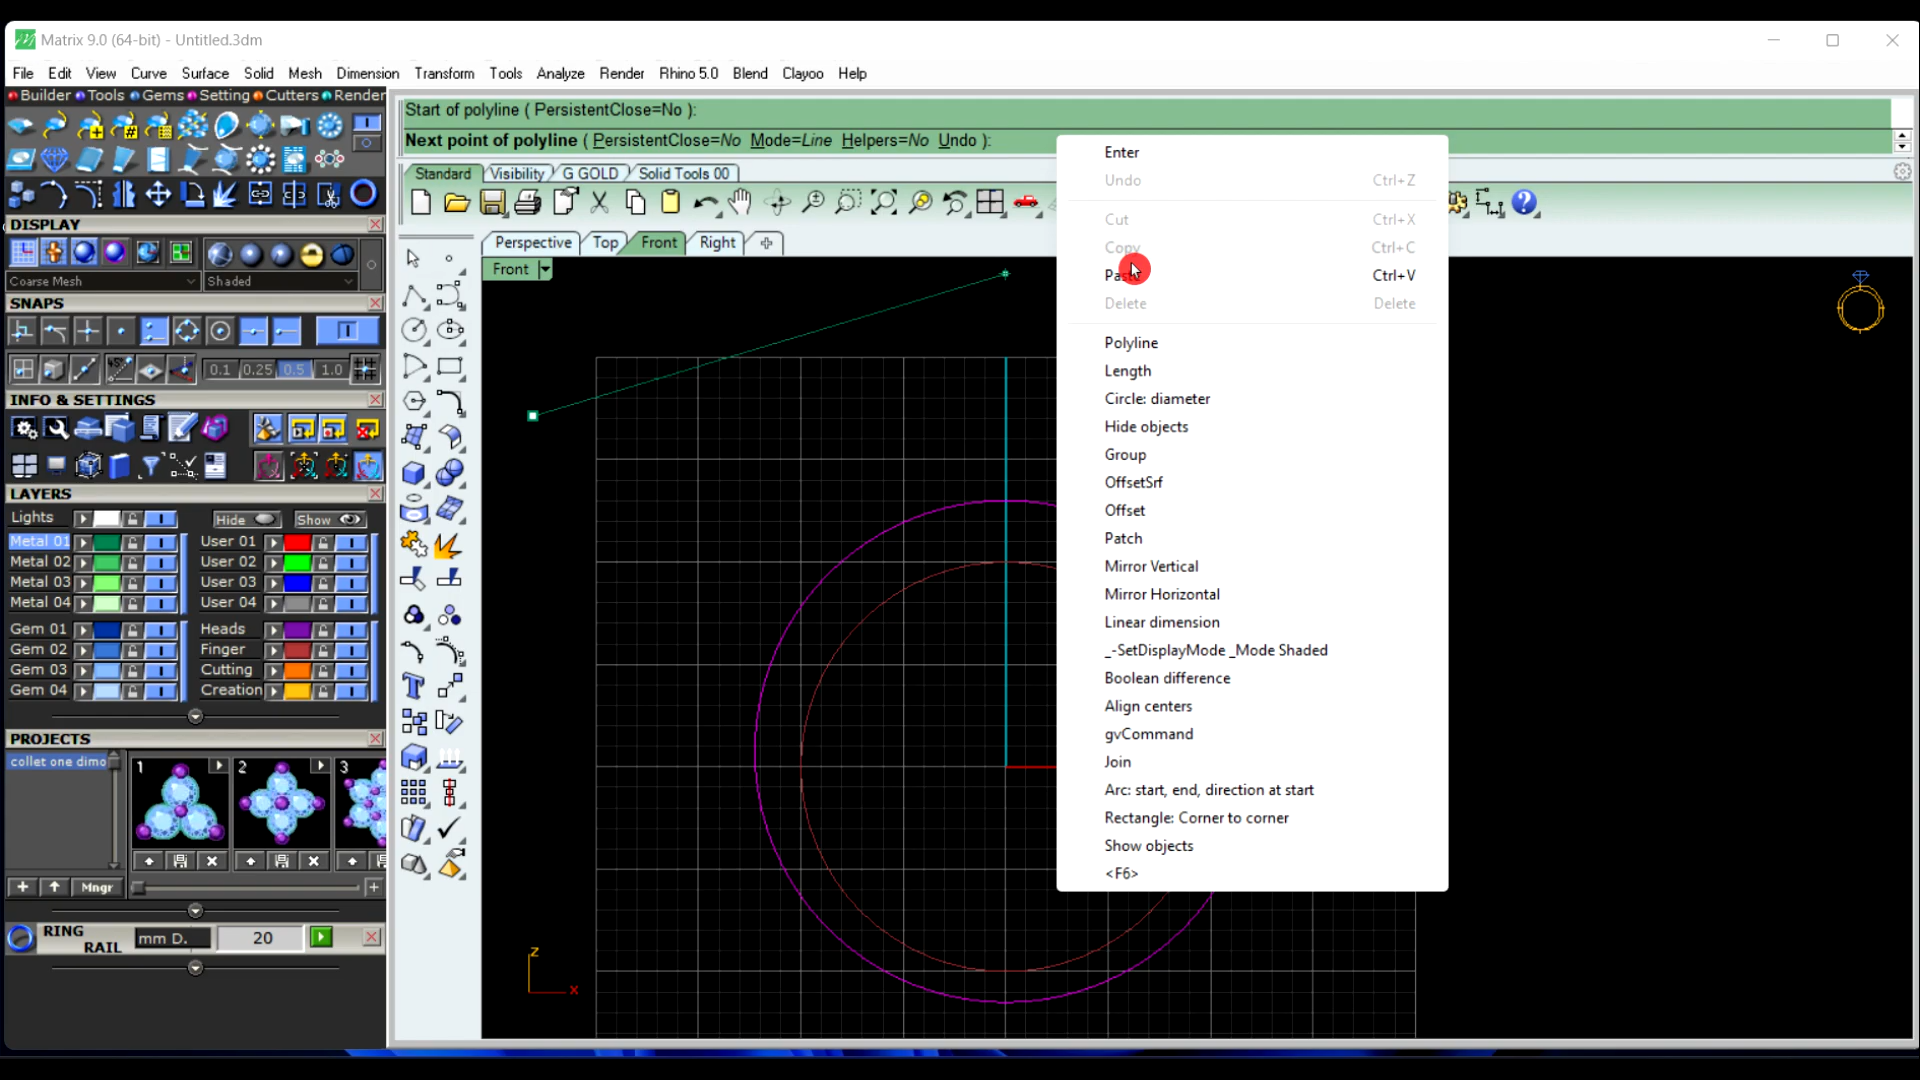 Matrix 9.0 (64-bit) - Untitled.3dm
File Edit View Curve Surface Solid Mesh Dimension Transform Tools Analyze Render Rhino 5.0 Blend Clayoo Help
Builder Tools Gems Setting Cutters Render
Start of polyline ( PersistentClose=No ):
Next point of polyline ( PersistentClose=No Mode=Line Helpers=No Undo ):
Standard Visibility G GOLD Solid Tools 00
DISPLAY
Coarse Mesh Shaded
SNAPS
0.1 0.25 0.5 1.0
INFO & SETTINGS
LAYERS
Lights Hide Show
Metal 01 User 01
Metal 02 User 02
Metal 03 User 03
Metal 04 User 04
Gem 01 Heads
Gem 02 Finger
Gem 03 Cutting
Gem 04 Creation
PROJECTS
collet one dimo
1 2 3
Mngr
RING RAIL mm D. 20
Perspective Top Front Right
Front
z
x
Enter
Undo Ctrl+Z
Cut Ctrl+X
Copy Ctrl+C
Paste Ctrl+V
Delete Delete
Polyline
Length
Circle: diameter
Hide objects
Group
OffsetSrf
Offset
Patch
Mirror Vertical
Mirror Horizontal
Linear dimension
_-SetDisplayMode _Mode Shaded
Boolean difference
Align centers
gvCommand
Join
Arc: start, end, direction at start
Rectangle: Corner to corner
Show objects
<F6>